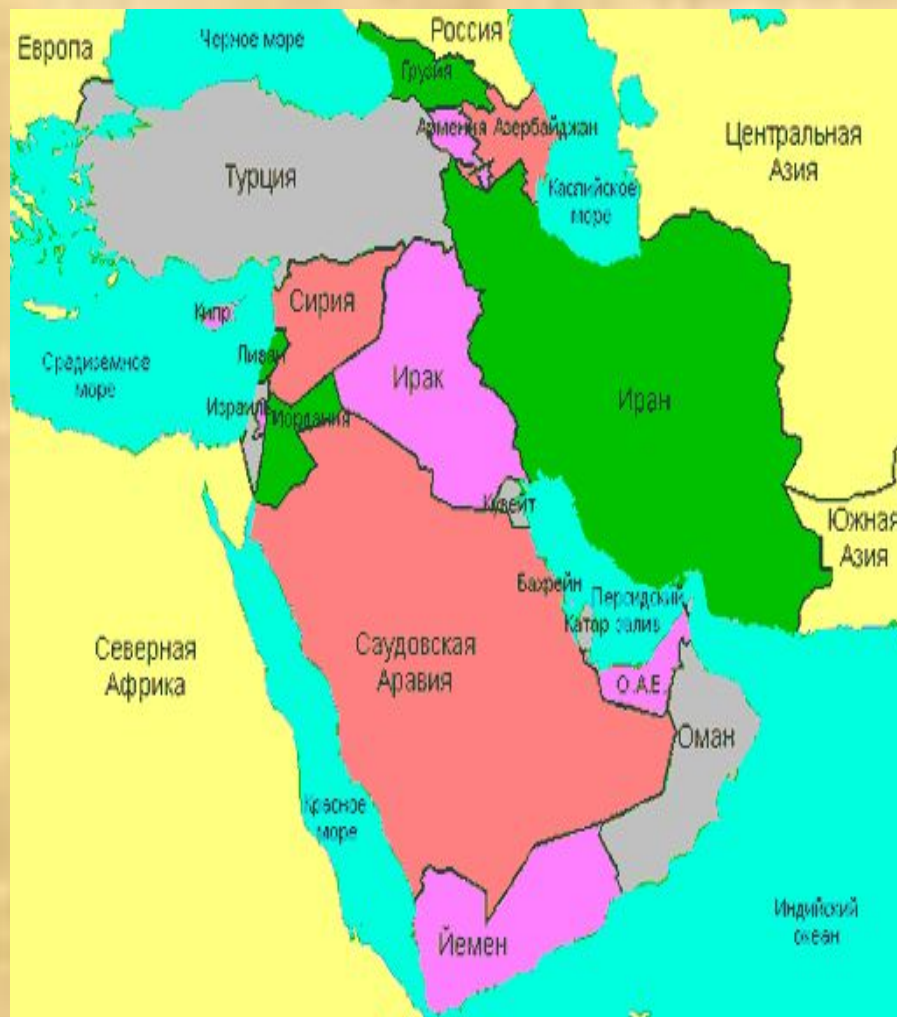 Европа
Черное море
Россия
Грузия
Армения
Азербайджан
Центральная
Азия
Турция
Каспийское
море
Сирия
Кипр
Ливан
Средиземное
море
Ирак
Иран
Израиль
Иордания
Кувейт
Южная
Азия
Бахрейн
Персидский
залив
Катар
Северная
Африка
Саудовская
Аравия
О.А.Е.
Оман
Красное
море
Йемен
Индийский
океан